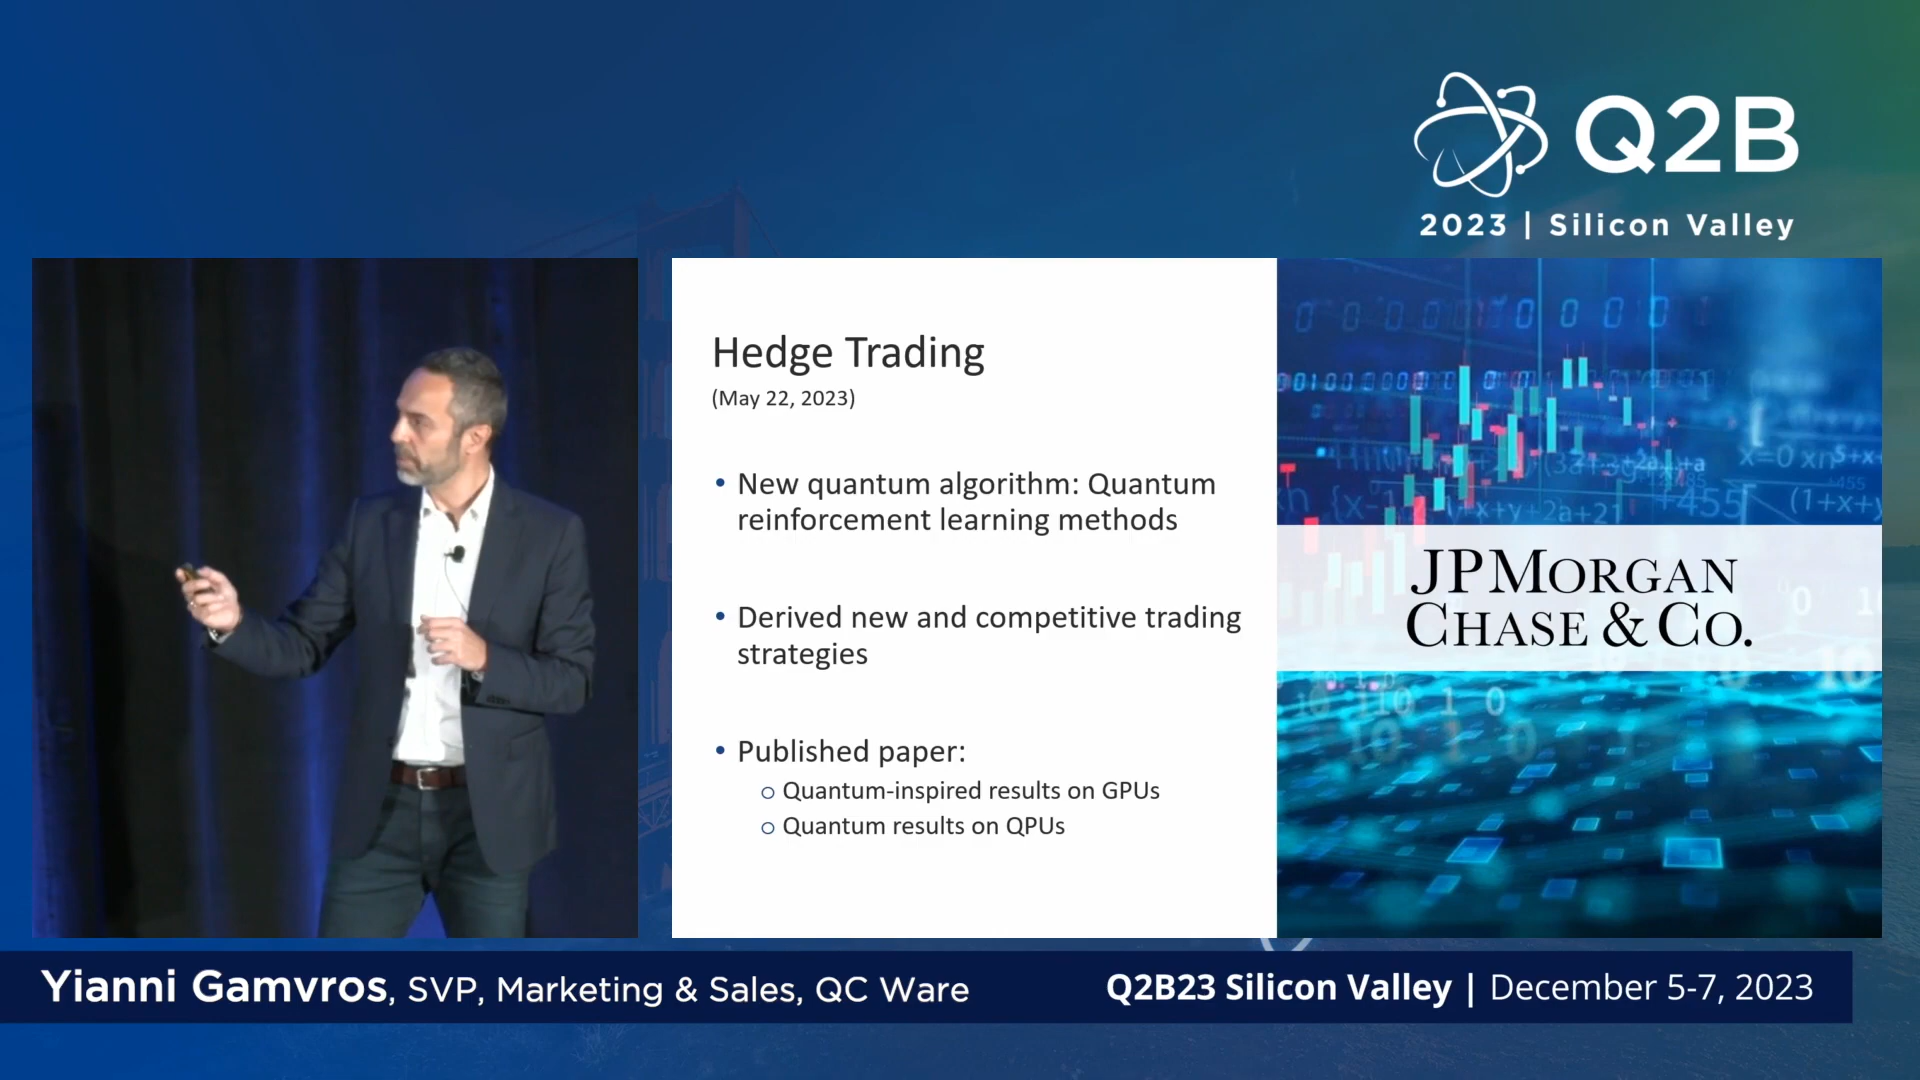 Q2B
2023 | Silicon Valley
Hedge Trading
(May 22, 2023)
• New quantum algorithm: Quantum
reinforcement learning methods
• Derived new and competitive trading
strategies
• Published paper:
o Quantum-inspired results on GPUs
o Quantum results on QPUs
JPMORGAN
CHASE & CO.
Yianni Gamvros, SVP, Marketing & Sales, QC Ware
Q2B23 Silicon Valley | December 5-7, 2023